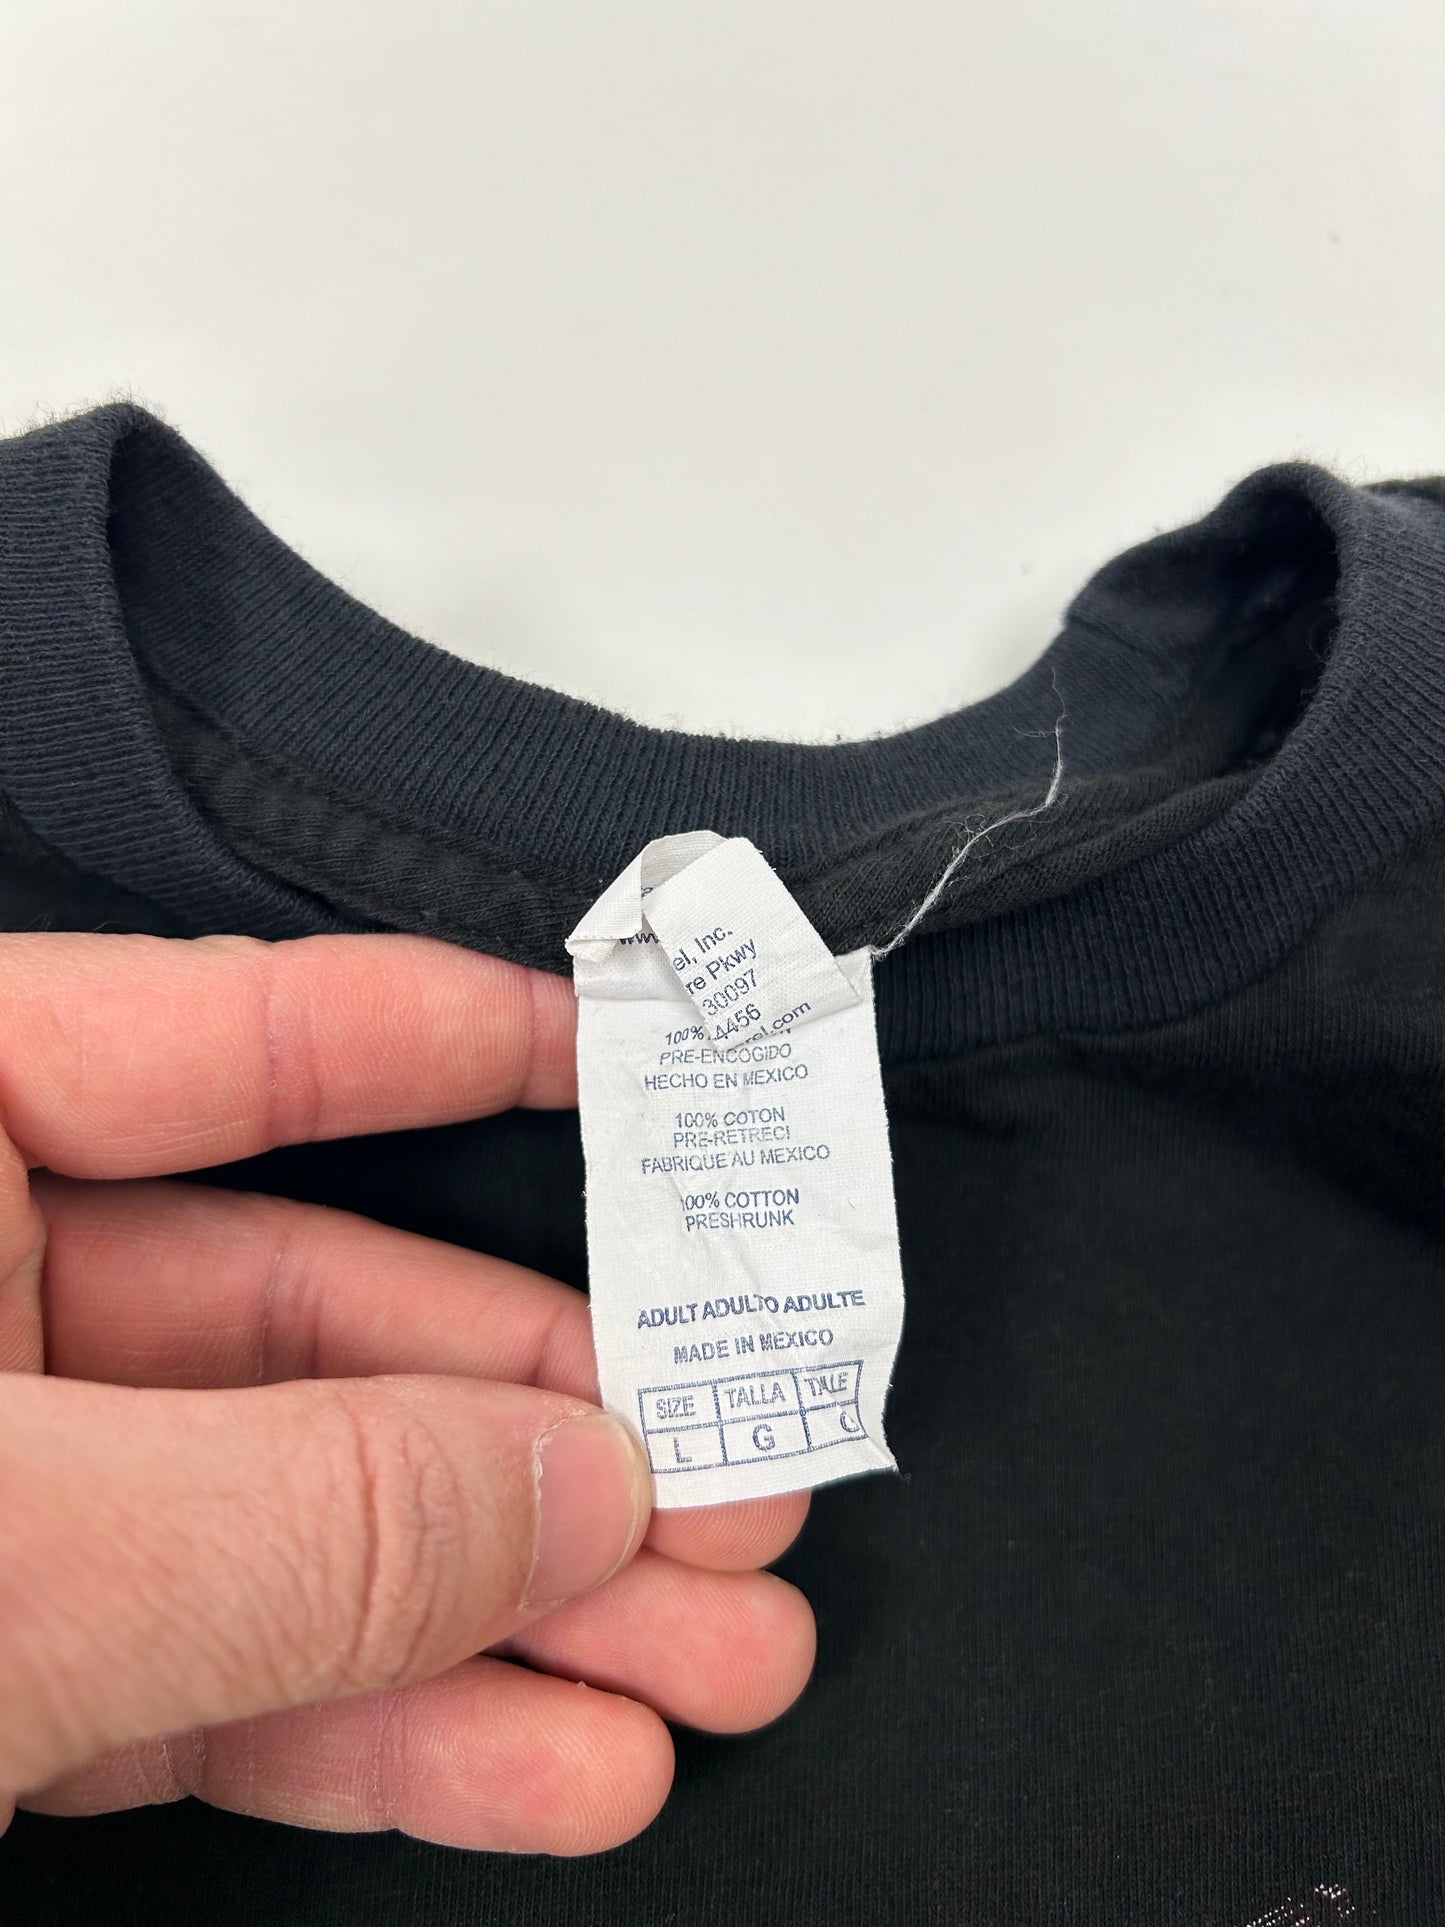 el, Inc.
re Pkwy
30097
4456
el.com
100%
PRE-ENCOGIDO
HECHO EN MEXICO
100% COTON
PRE-RETRECI
FABRIQUE AU MEXICO
100% COTTON
PRESHRUNK
ADULT ADULTO ADULTE
MADE IN MEXICO
SIZE TALLA TAILLE
L G G